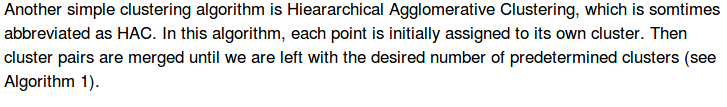 Another simple clustering algorithm is Hieararchical Agglomerative Clustering, which is somtimes
abbreviated as HAC. In this algorithm, each point is initially assigned to its own cluster. Then
cluster pairs are merged until we are left with the desired number of predetermined clusters (see
Algorithm 1).